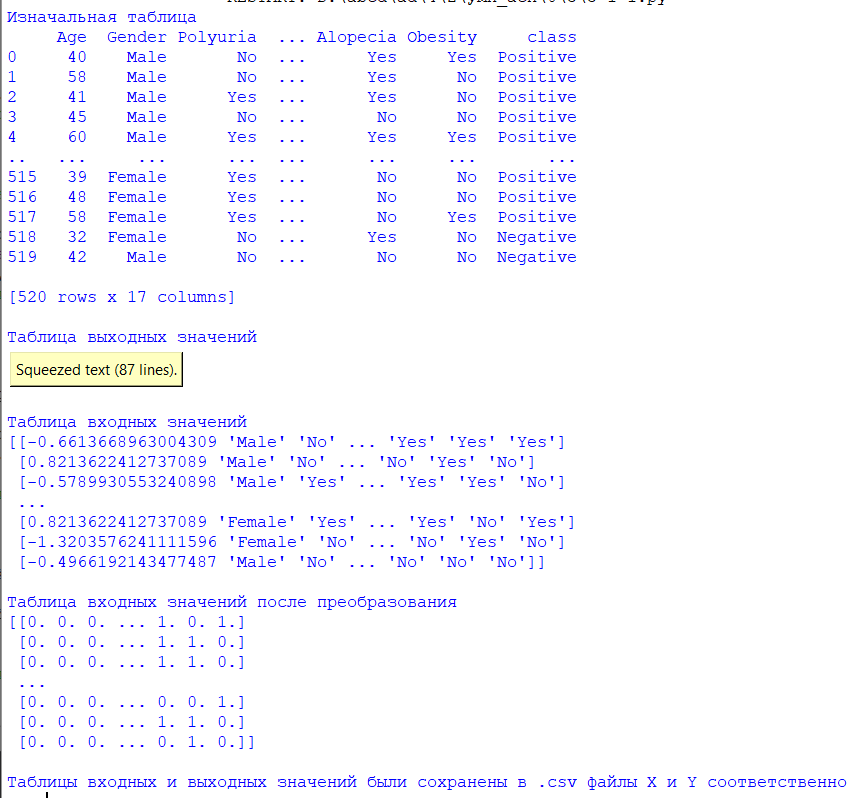 Изначальная таблица
     Age  Gender Polyuria  ... Alopecia Obesity     class
0     40    Male       No  ...      Yes     Yes  Positive
1     58    Male       No  ...      Yes      No  Positive
2     41    Male      Yes  ...      Yes      No  Positive
3     45    Male       No  ...       No      No  Positive
4     60    Male      Yes  ...      Yes     Yes  Positive
..   ...     ...      ...  ...      ...     ...       ...
515   39  Female      Yes  ...       No      No  Positive
516   48  Female      Yes  ...       No      No  Positive
517   58  Female      Yes  ...       No     Yes  Positive
518   32  Female       No  ...      Yes      No  Negative
519   42    Male       No  ...       No      No  Negative
[520 rows x 17 columns]
Таблица выходных значений
Squeezed text (87 lines).
Таблица входных значений
[[-0.6613668963004309 'Male' 'No' ... 'Yes' 'Yes' 'Yes']
 [0.8213622412737089 'Male' 'No' ... 'No' 'Yes' 'No']
 [-0.5789930553240898 'Male' 'Yes' ... 'Yes' 'Yes' 'No']
 ...
 [0.8213622412737089 'Female' 'Yes' ... 'Yes' 'No' 'Yes']
 [-1.3203576241111596 'Female' 'No' ... 'No' 'Yes' 'No']
 [-0.4966192143477487 'Male' 'No' ... 'No' 'No' 'No']]
Таблица входных значений после преобразования
[[0. 0. 0. ... 1. 0. 1.]
 [0. 0. 0. ... 1. 1. 0.]
 [0. 0. 0. ... 1. 1. 0.]
 ...
 [0. 0. 0. ... 0. 0. 1.]
 [0. 0. 0. ... 1. 1. 0.]
 [0. 0. 0. ... 0. 1. 0.]]
Таблицы входных и выходных значений были сохранены в .csv файлы X и Y соответственно